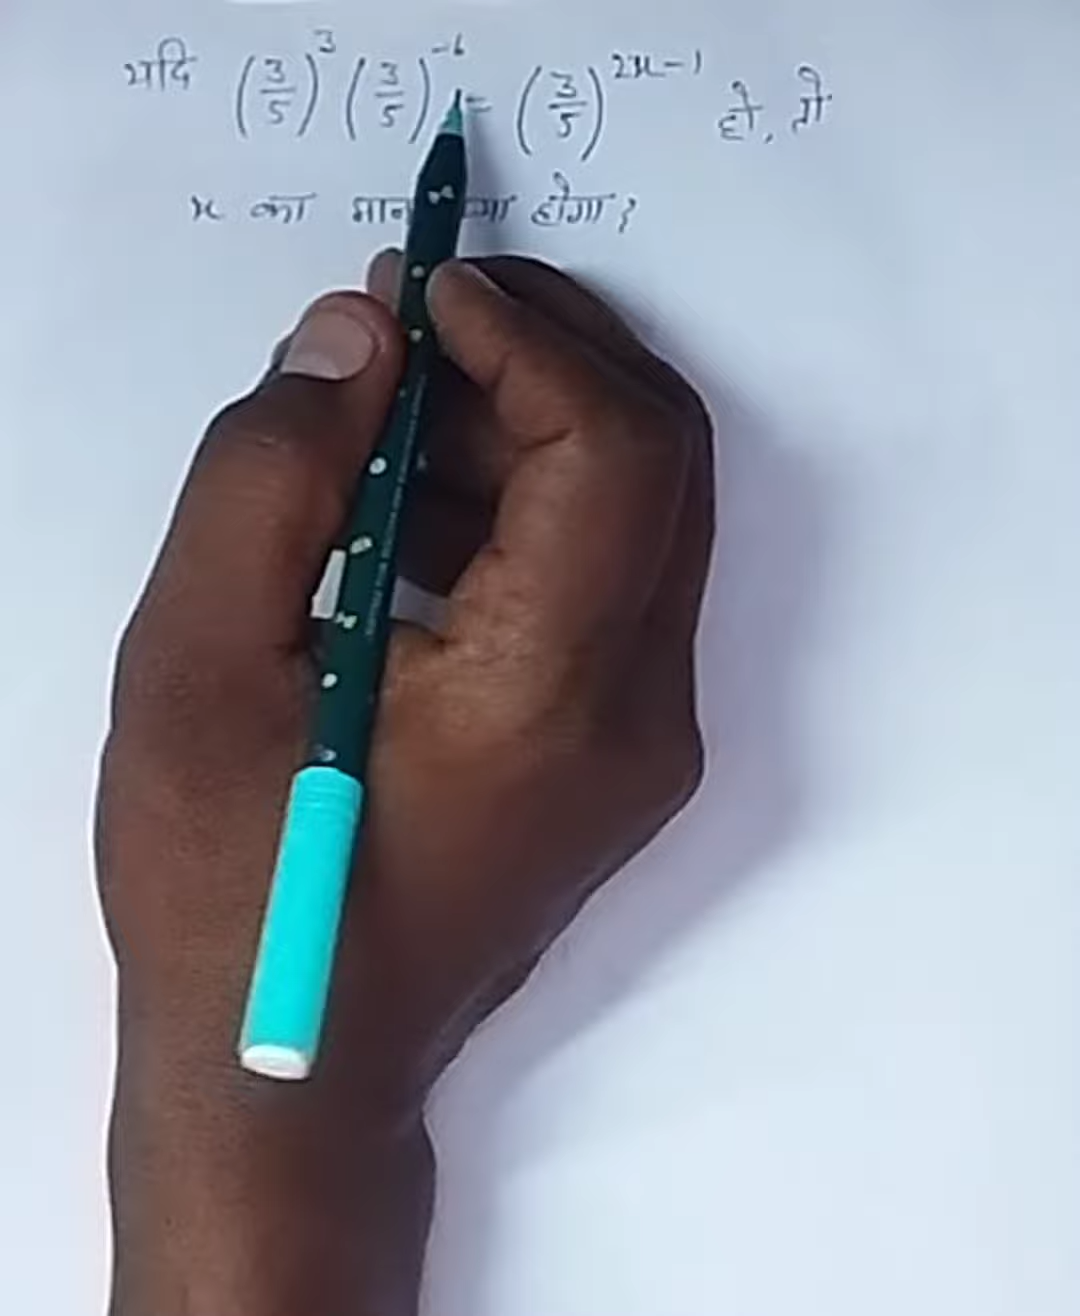 यदि (3/5)^3 (3/5)^-6 = (3/5)^2x-1 हो, तो
x का मान क्या होगा?